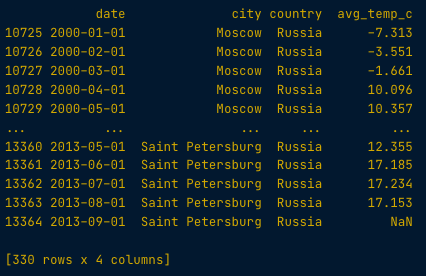 date city country avg_temp_c
10725 2000-01-01 Moscow Russia -7.313
10726 2000-02-01 Moscow Russia -3.551
10727 2000-03-01 Moscow Russia -1.661
10728 2000-04-01 Moscow Russia 10.096
10729 2000-05-01 Moscow Russia 10.357
... ... ... ... ...
13360 2013-05-01 Saint Petersburg Russia 12.355
13361 2013-06-01 Saint Petersburg Russia 17.185
13362 2013-07-01 Saint Petersburg Russia 17.234
13363 2013-08-01 Saint Petersburg Russia 17.153
13364 2013-09-01 Saint Petersburg Russia NaN
[330 rows x 4 columns]